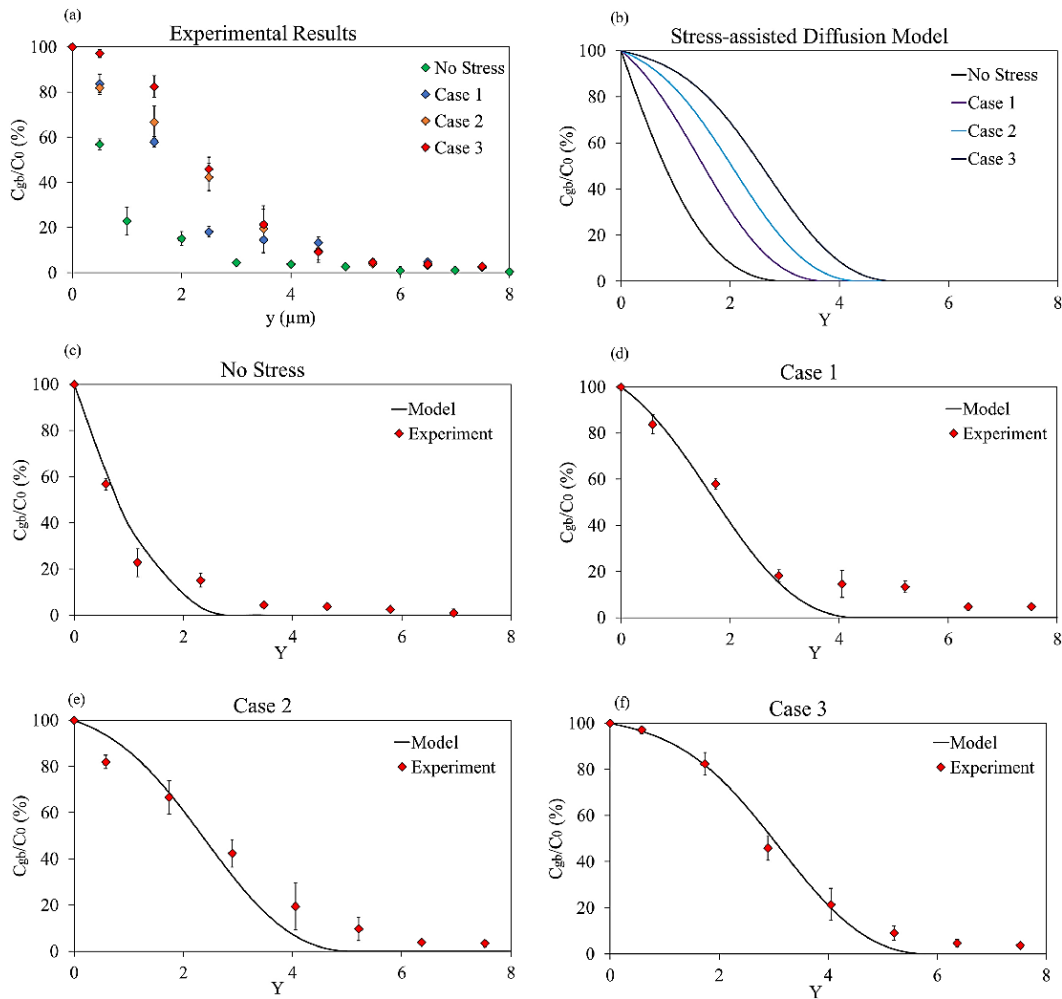 (a)
Experimental Results
100
80
60
40
20
0
Cgb/C0 (%)
No Stress
Case 1
Case 2
Case 3
0 2 4 6 8
y (µm)
(b)
Stress-assisted Diffusion Model
100
80
60
40
20
0
Cgb/C0 (%)
No Stress
Case 1
Case 2
Case 3
0 2 4 6 8
Y
(c)
No Stress
100
80
60
40
20
0
Cgb/C0 (%)
Model
Experiment
0 2 4 6 8
Y
(d)
Case 1
100
80
60
40
20
0
Cgb/C0 (%)
Model
Experiment
0 2 4 6 8
Y
(e)
Case 2
100
80
60
40
20
0
Cgb/C0 (%)
Model
Experiment
0 2 4 6 8
Y
(f)
Case 3
100
80
60
40
20
0
Cgb/C0 (%)
Model
Experiment
0 2 4 6 8
Y